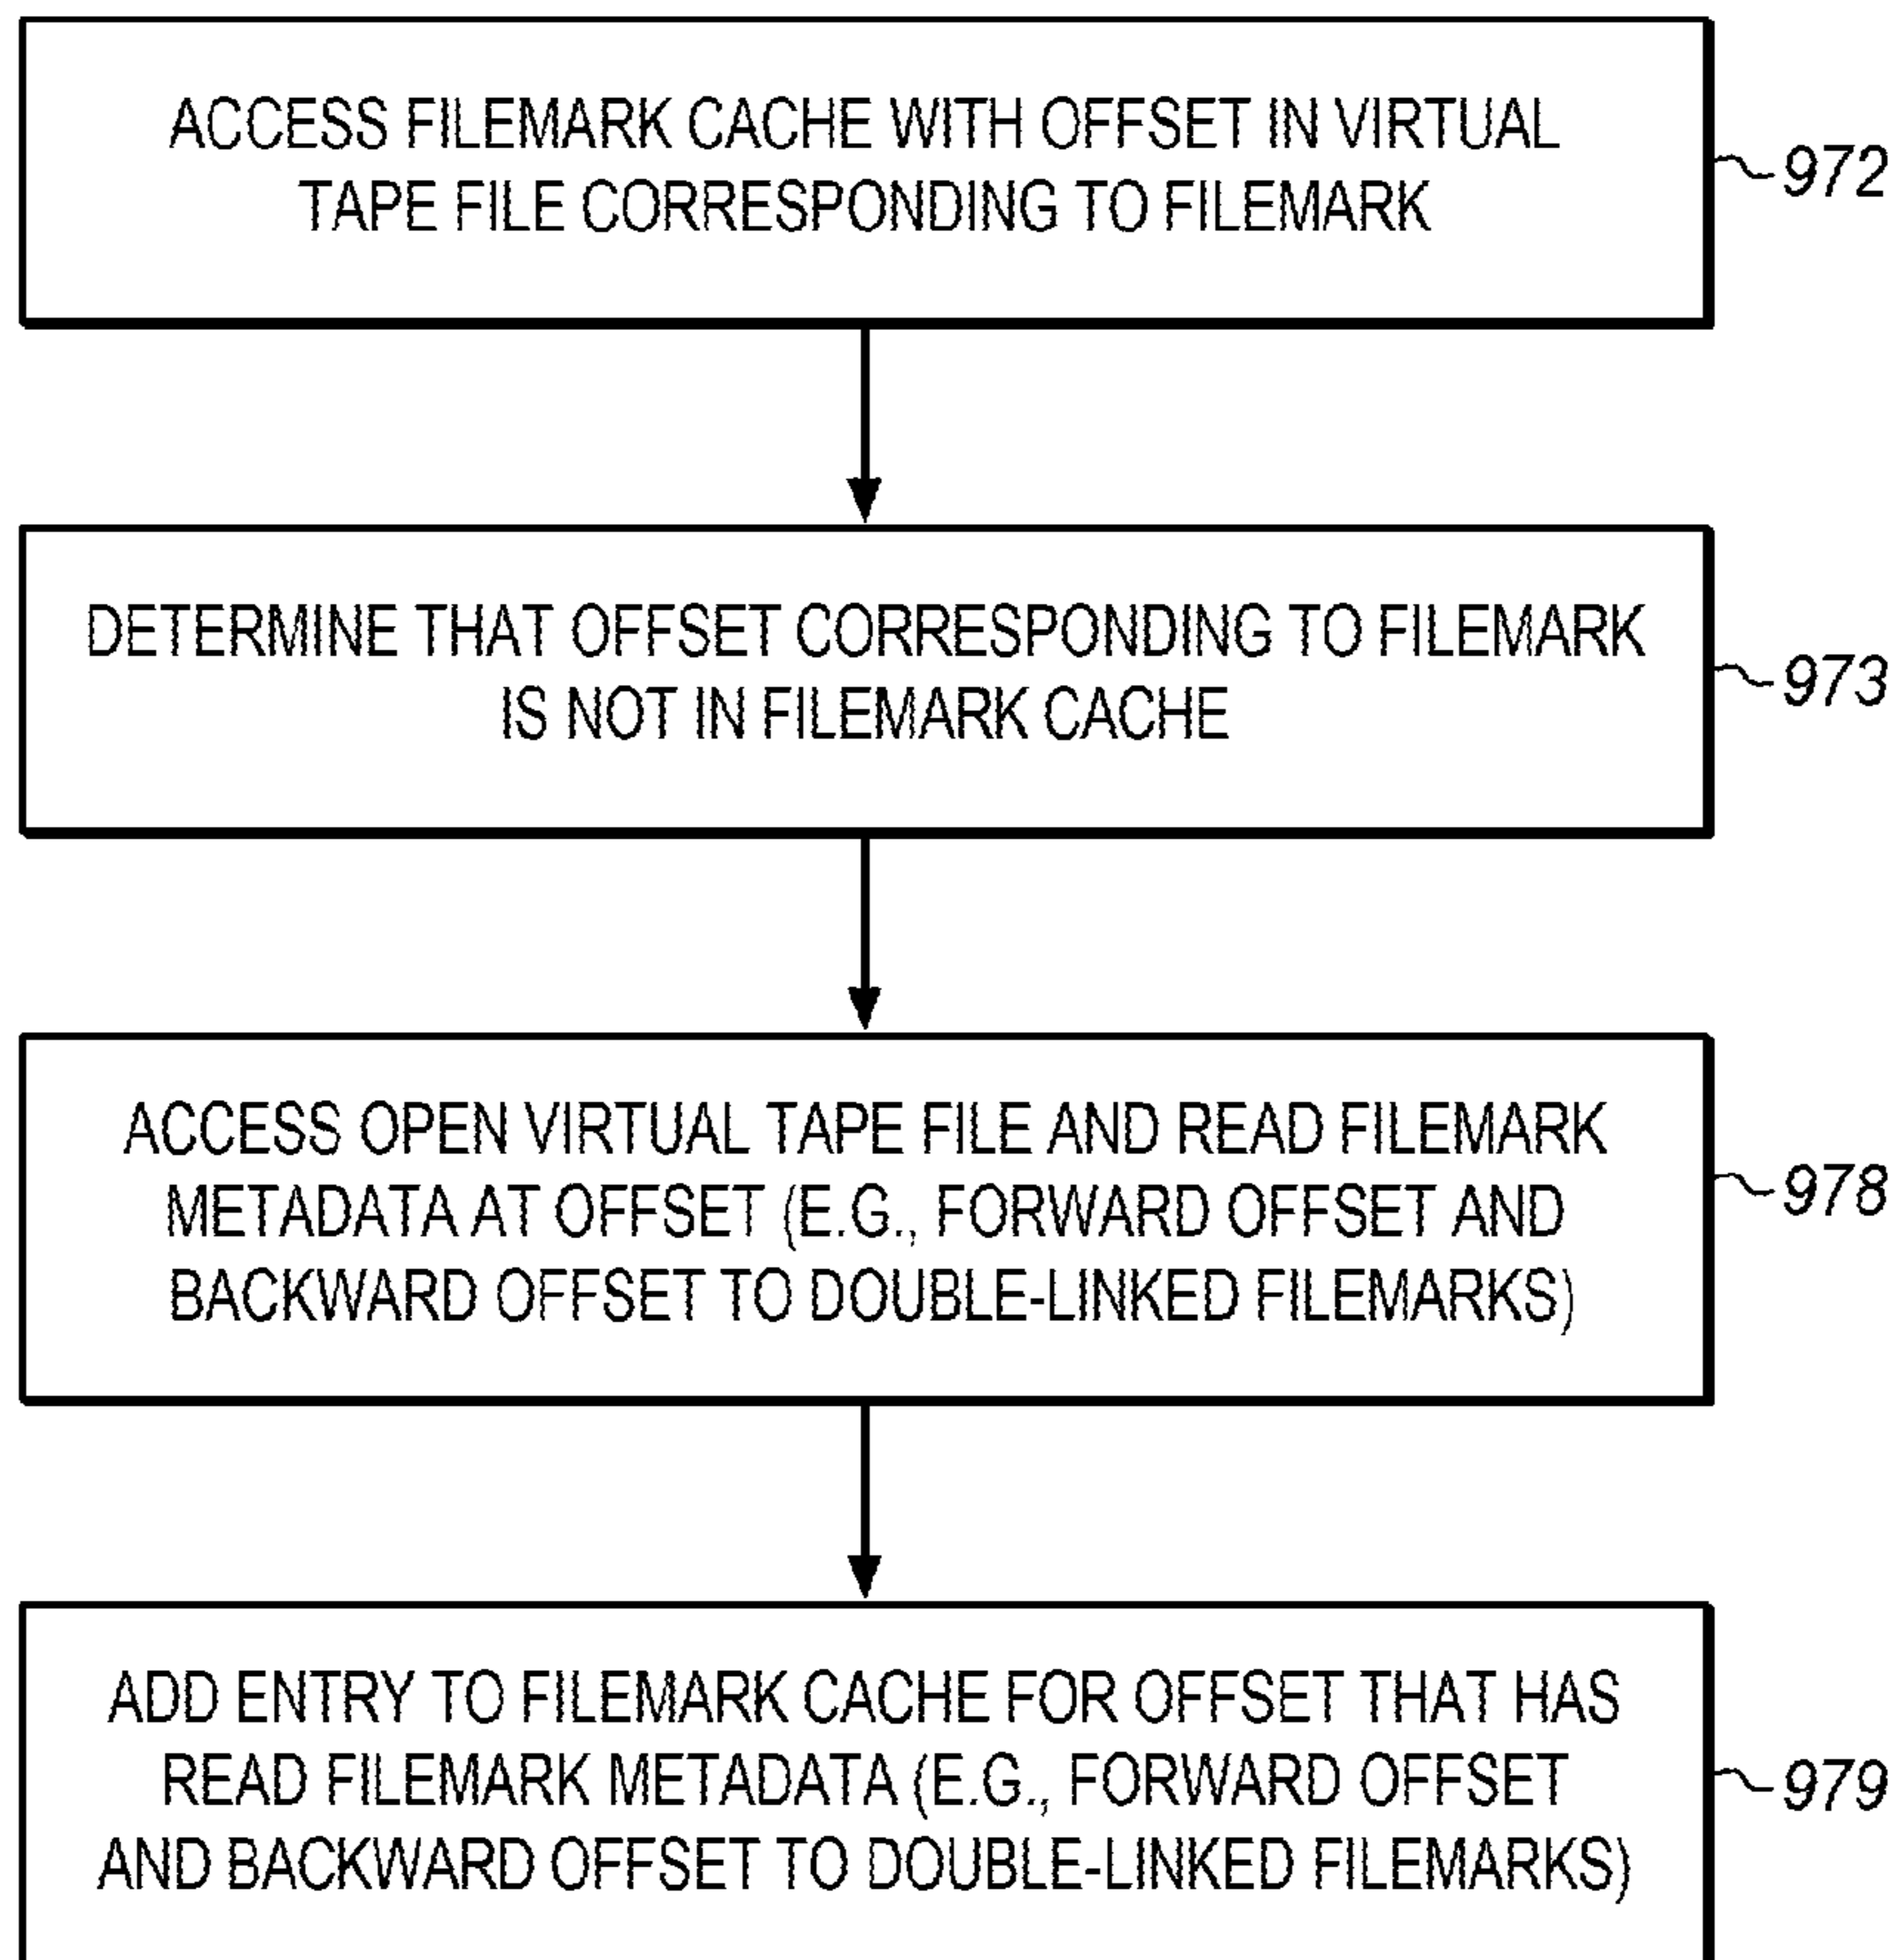 ACCESS FILEMARK CACHE WITH OFFSET IN VIRTUAL
TAPE FILE CORRESPONDING TO FILEMARK
972
DETERMINE THAT OFFSET CORRESPONDING TO FILEMARK
IS NOT IN FILEMARK CACHE
973
ACCESS OPEN VIRTUAL TAPE FILE AND READ FILEMARK
METADATA AT OFFSET (E.G., FORWARD OFFSET AND
BACKWARD OFFSET TO DOUBLE-LINKED FILEMARKS)
978
ADD ENTRY TO FILEMARK CACHE FOR OFFSET THAT HAS
READ FILEMARK METADATA (E.G., FORWARD OFFSET
AND BACKWARD OFFSET TO DOUBLE-LINKED FILEMARKS)
979